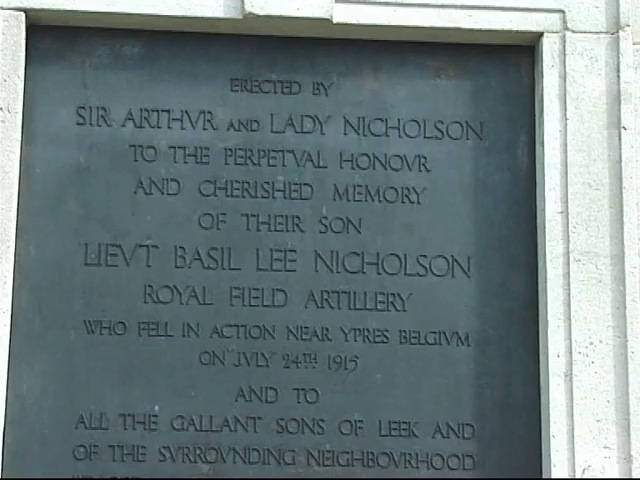 ERECTED BY
SIR ARTHVR AND LADY NICHOLSON
TO THE PERPETVAL HONOVR
AND CHERISHED MEMORY
OF THEIR SON
LIEVT BASIL LEE NICHOLSON
ROYAL FIELD ARTILLERY
WHO FELL IN ACTION NEAR YPRES BELGIVM
ON JVLY 24TH 1915
AND TO
ALL THE GALLANT SONS OF LEEK AND
OF THE SVRROVNDING NEIGHBOVRHOOD